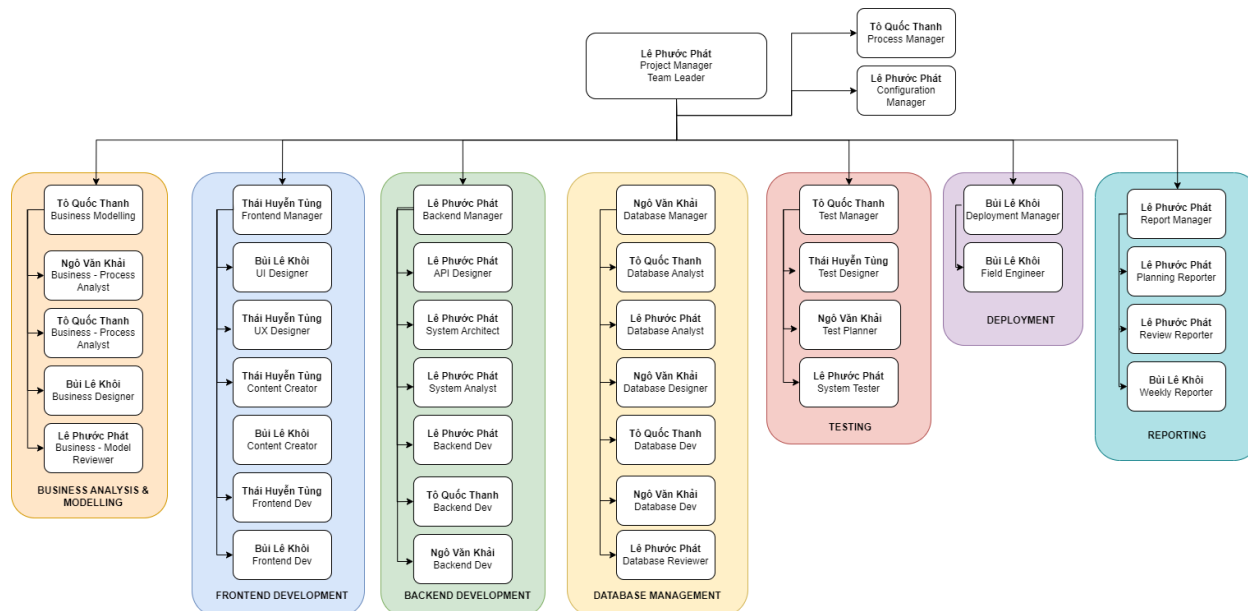 Lê Phước Phát
Project Manager
Team Leader
Tô Quốc Thanh
Process Manager
Lê Phước Phát
Configuration
Manager
Tô Quốc Thanh
Business Modelling
Ngô Văn Khải
Business - Process
Analyst
Tô Quốc Thanh
Business - Process
Analyst
Bùi Lê Khôi
Business Designer
Lê Phước Phát
Business - Model
Reviewer
BUSINESS ANALYSIS &
MODELLING
Thái Huyễn Tùng
Frontend Manager
Bùi Lê Khôi
UI Designer
Thái Huyễn Tùng
UX Designer
Thái Huyễn Tùng
Content Creator
Bùi Lê Khôi
Content Creator
Thái Huyễn Tùng
Frontend Dev
Bùi Lê Khôi
Frontend Dev
FRONTEND DEVELOPMENT
Lê Phước Phát
Backend Manager
Lê Phước Phát
API Designer
Lê Phước Phát
System Architect
Lê Phước Phát
System Analyst
Lê Phước Phát
Backend Dev
Tô Quốc Thanh
Backend Dev
Ngô Văn Khải
Backend Dev
BACKEND DEVELOPMENT
Ngô Văn Khải
Database Manager
Tô Quốc Thanh
Database Analyst
Lê Phước Phát
Database Analyst
Ngô Văn Khải
Database Designer
Tô Quốc Thanh
Database Dev
Ngô Văn Khải
Database Dev
Lê Phước Phát
Database Reviewer
DATABASE MANAGEMENT
Tô Quốc Thanh
Test Manager
Thái Huyễn Tùng
Test Designer
Ngô Văn Khải
Test Planner
Lê Phước Phát
System Tester
TESTING
Bùi Lê Khôi
Deployment Manager
Bùi Lê Khôi
Field Engineer
DEPLOYMENT
Lê Phước Phát
Report Manager
Lê Phước Phát
Planning Reporter
Lê Phước Phát
Review Reporter
Bùi Lê Khôi
Weekly Reporter
REPORTING